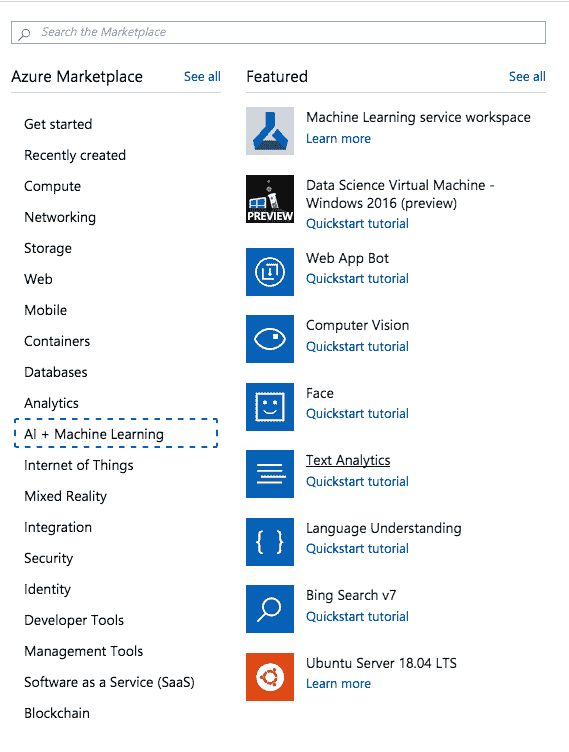 Search the Marketplace
Azure Marketplace
See all
Get started
Recently created
Compute
Networking
Storage
Web
Mobile
Containers
Databases
Analytics
AI + Machine Learning
Internet of Things
Mixed Reality
Integration
Security
Identity
Developer Tools
Management Tools
Software as a Service (SaaS)
Blockchain
Featured
See all
Machine Learning service workspace
Learn more
PREVIEW
Data Science Virtual Machine -
Windows 2016 (preview)
Quickstart tutorial
Web App Bot
Quickstart tutorial
Computer Vision
Quickstart tutorial
Face
Quickstart tutorial
Text Analytics
Quickstart tutorial
Language Understanding
Quickstart tutorial
Bing Search v7
Quickstart tutorial
Ubuntu Server 18.04 LTS
Learn more